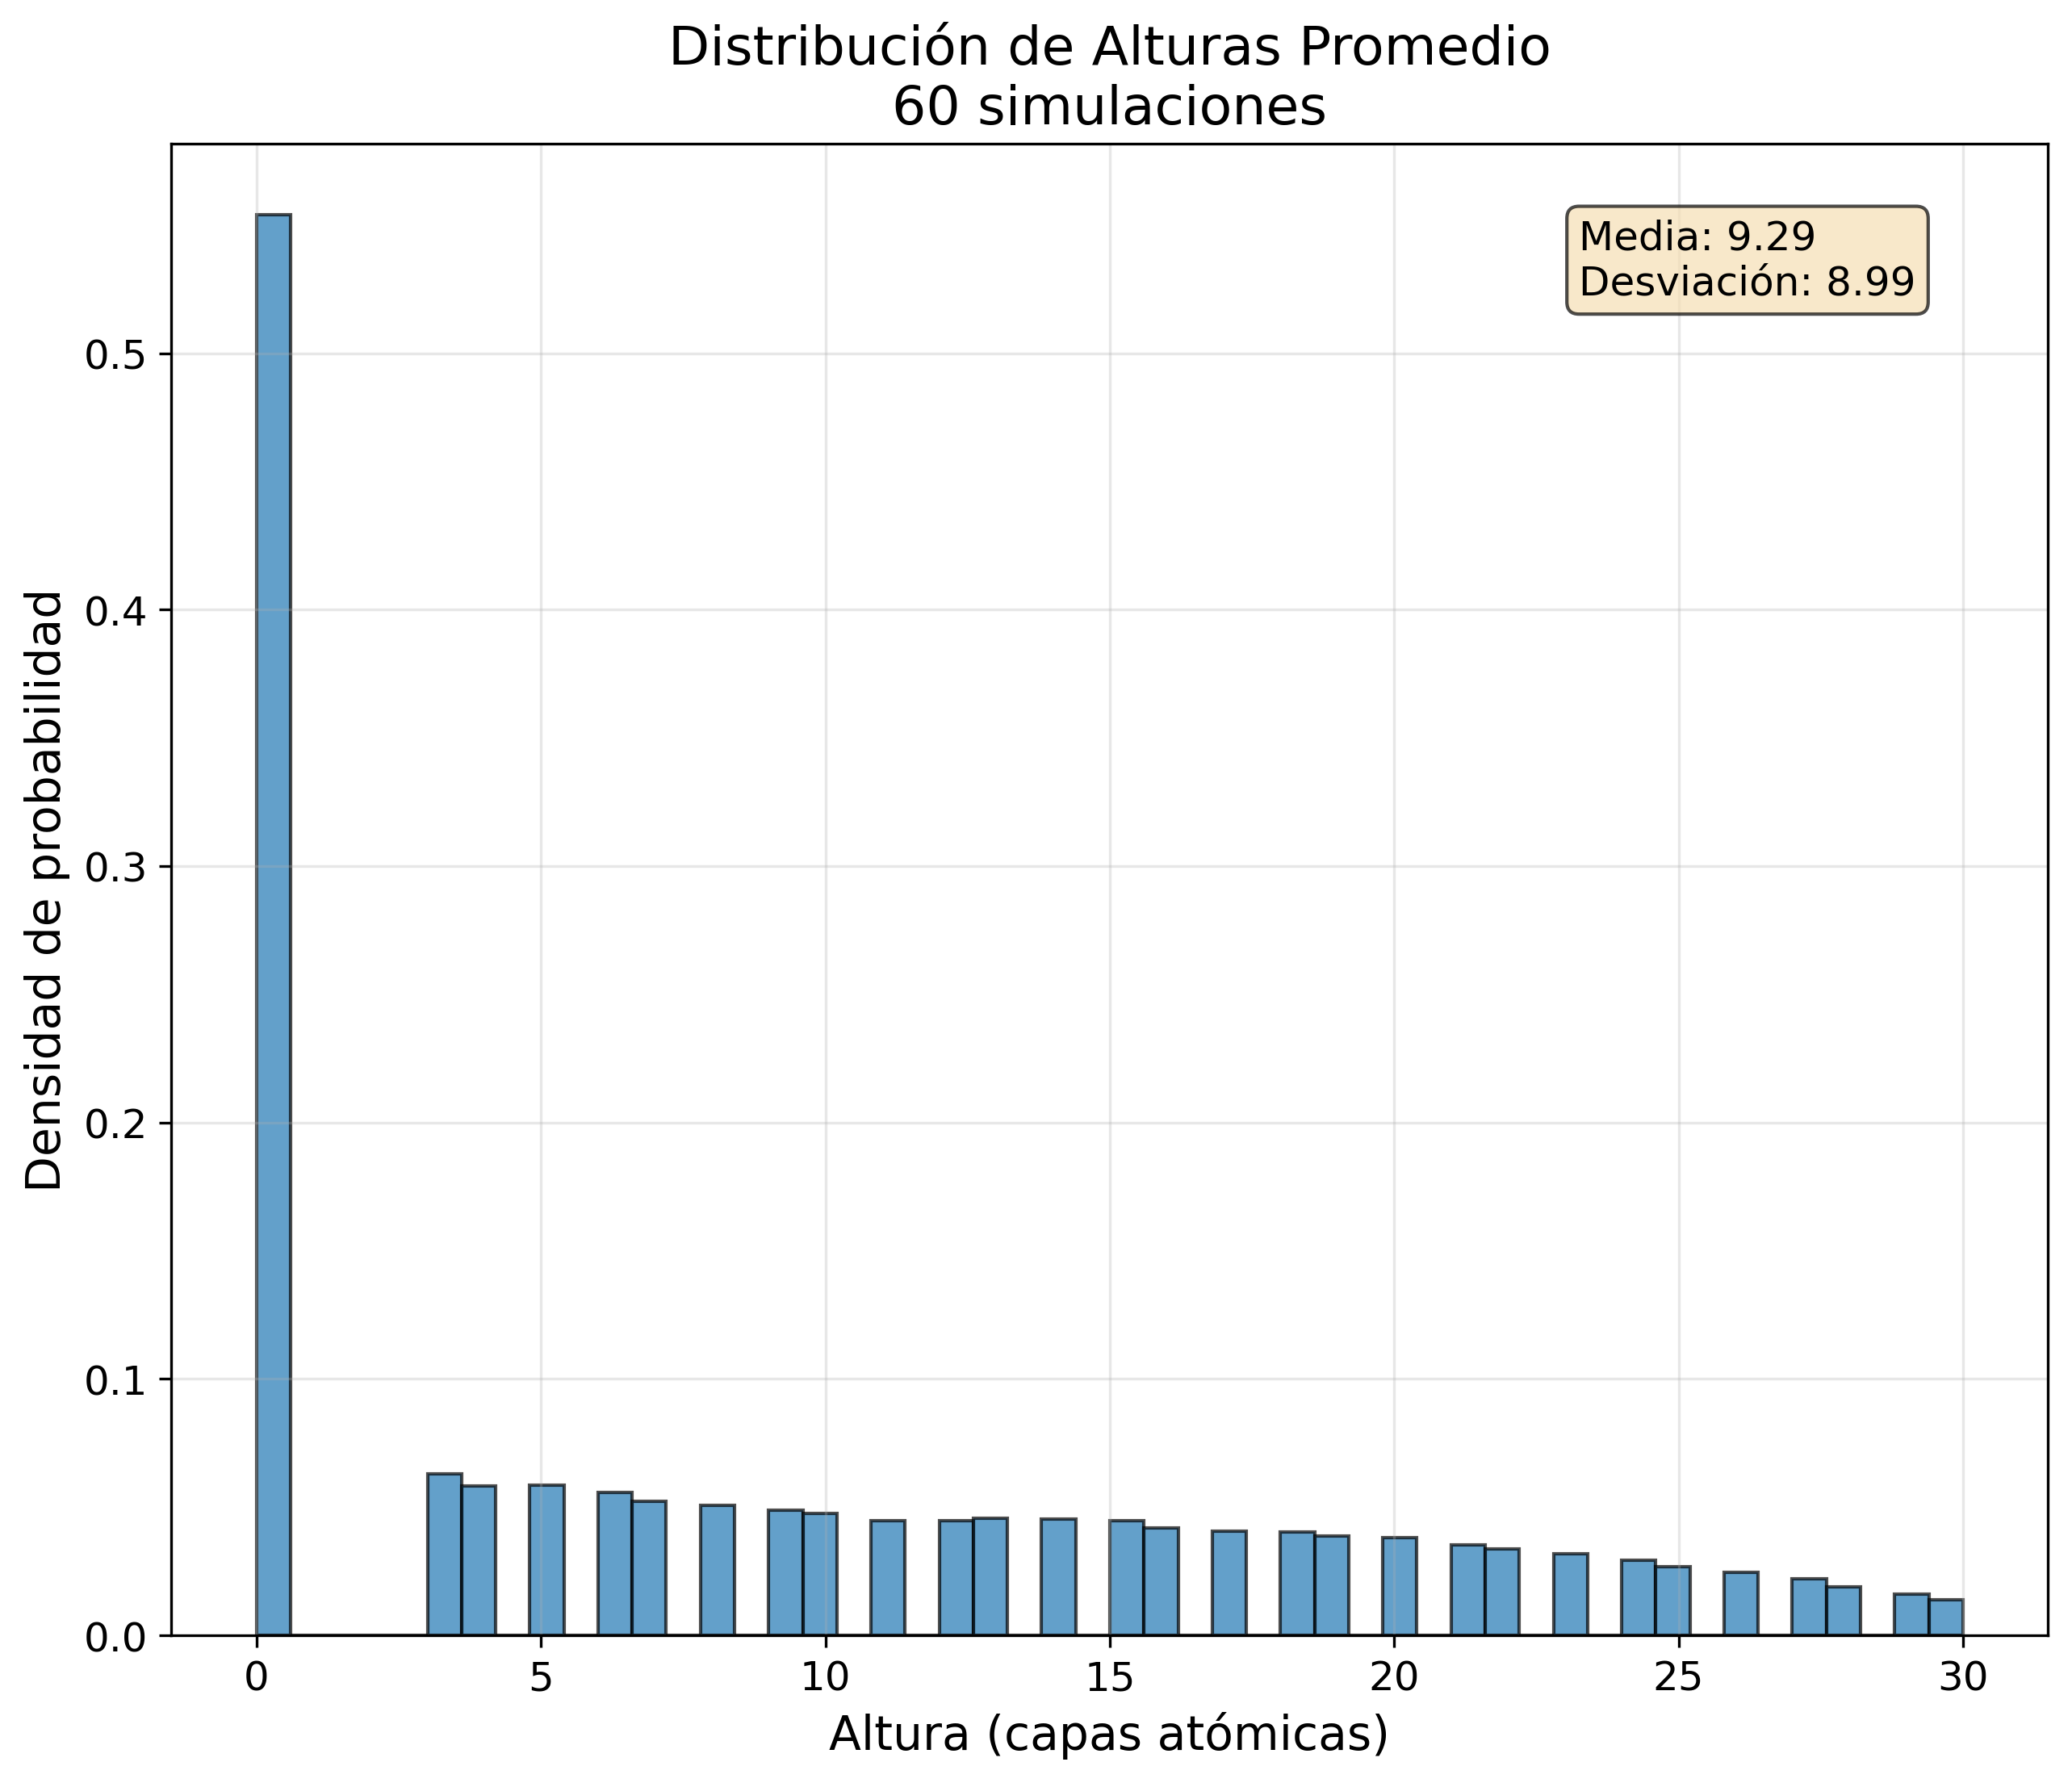 Distribución de Alturas Promedio
60 simulaciones
Media: 9.29
Desviación: 8.99
Densidad de probabilidad
0.5
0.4
0.3
0.2
0.1
0.0
0 5 10 15 20 25 30
Altura (capas atómicas)